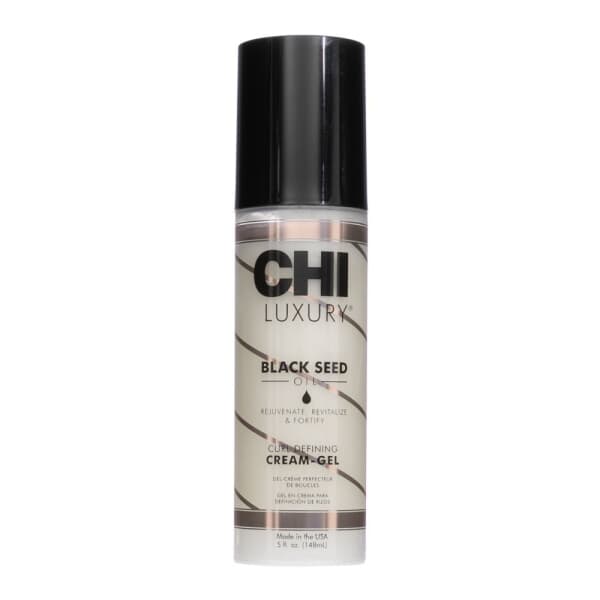 CHI
LUXURY®
BLACK SEED
OIL
REJUVENATE, REVITALIZE
& FORTIFY
CURL DEFINING
CREAM-GEL
GEL-CRÈME PERFECTEUR
DE BOUCLES
GEL EN CREMA PARA
DEFINICIÓN DE RIZOS
Made in the USA
5 fl. oz. (148mL)